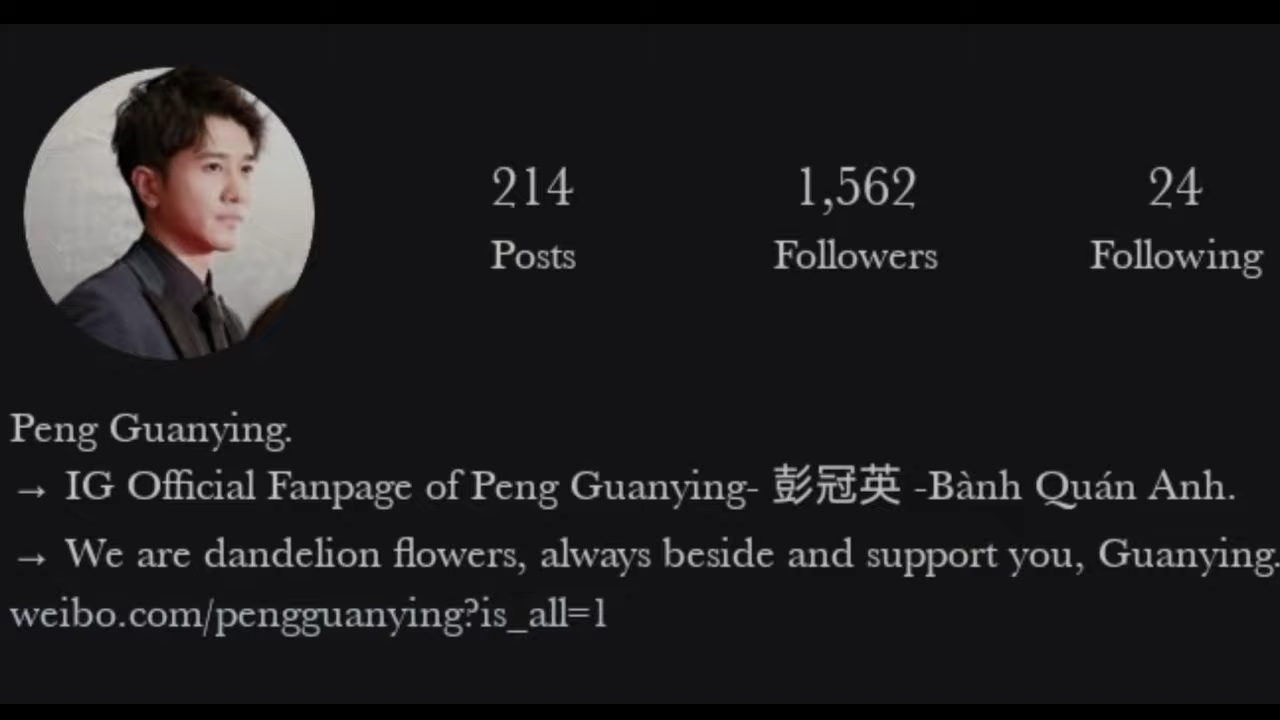 214
1,562
24
Posts
Followers
Following
Peng Guanying.
→ IG Official Fanpage of Peng Guanying- 彭冠英 -Bành Quán Anh.
→ We are dandelion flowers, always beside and support you, Guanying.
weibo.com/pengguanying?is_all=1